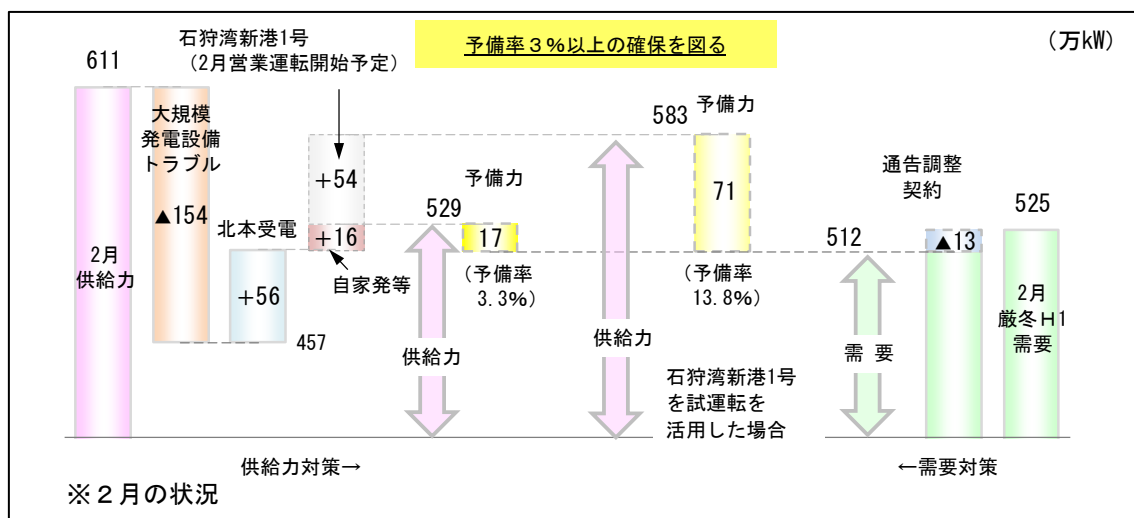 予備率3%以上の確保を図る
(万kW)
石狩湾新港1号
(2月営業運転開始予定)
611
大規模
発電設備
トラブル
▲154
2月
供給力
北本受電
+56
457
+54
+16
自家発等
529
予備力
17
(予備率
3.3%)
供給力
583
予備力
71
(予備率
13.8%)
供給力
石狩湾新港1号
を試運転を
活用した場合
512
需 要
通告調整
契約
▲13
525
2月
厳冬H1
需要
供給力対策→
←需要対策
※2月の状況